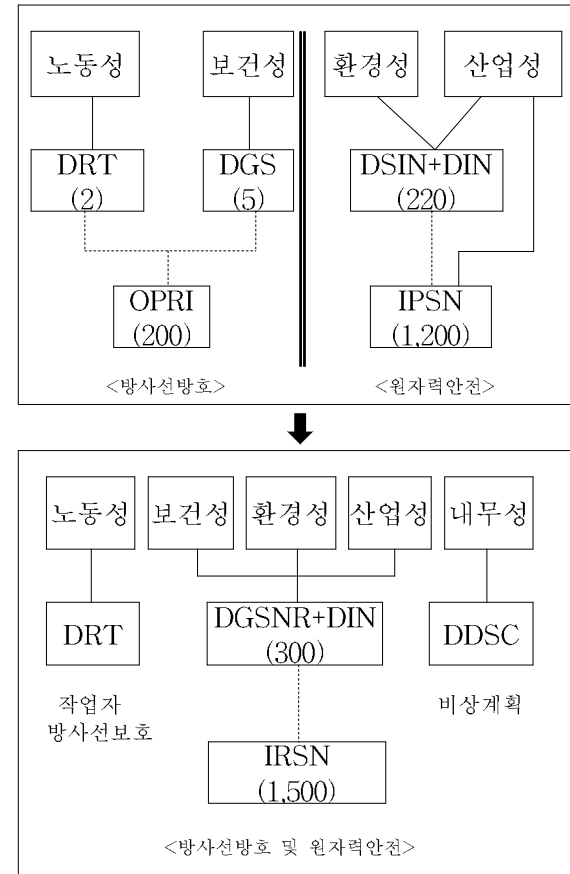 노동성 보건성 환경성 산업성
DRT DGS DSIN+DIN
(2) (5) (220)
OPRI IPSN
(200) (1,200)
<방사선방호> <원자력안전>
노동성 보건성 환경성 산업성 내무성
DRT DGSNR+DIN DDSC
(300)
작업자 비상계획
방사선보호
IRSN
(1,500)
<방사선방호 및 원자력안전>